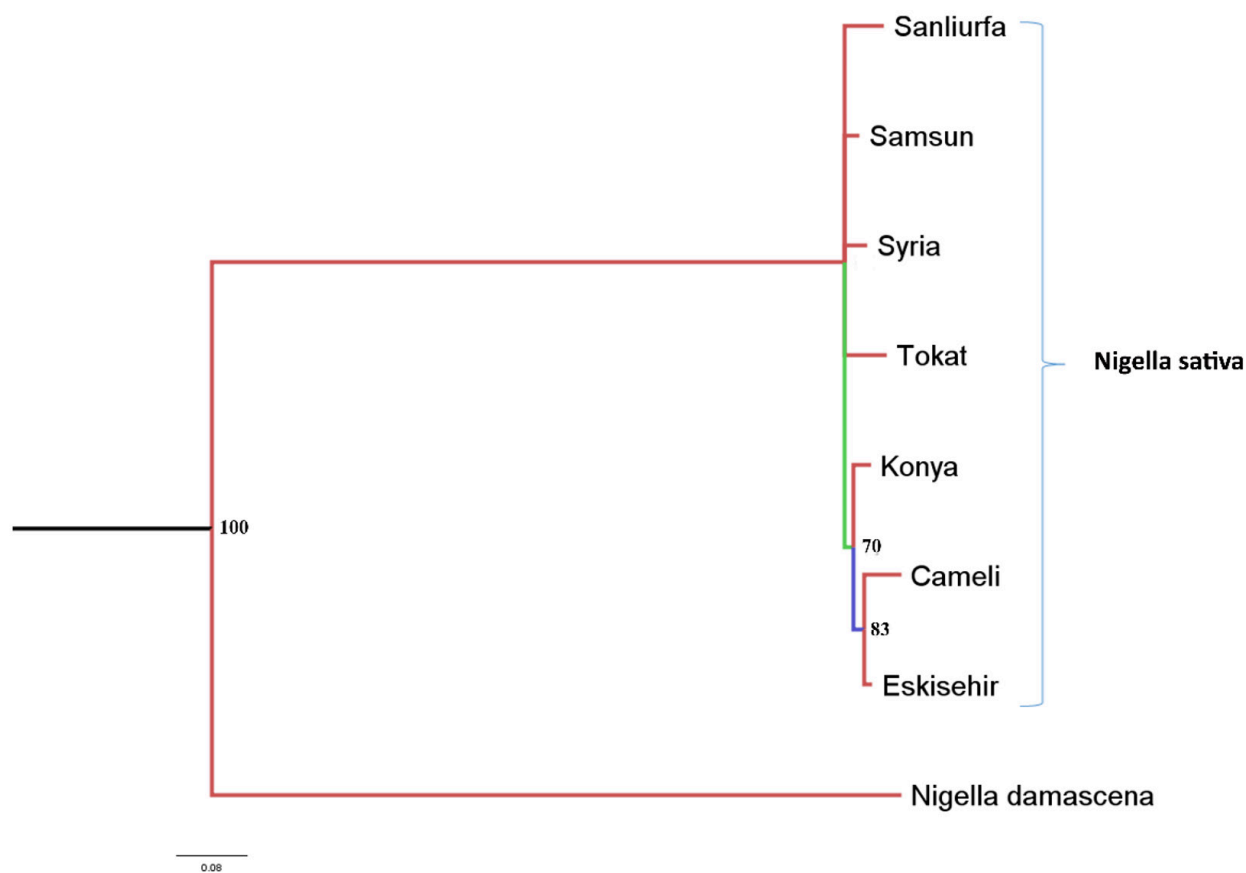 Sanliurfa
Samsun
Syria
Tokat
Nigella sativa
Konya
100
70
Cameli
83
Eskisehir
Nigella damascena
0.08